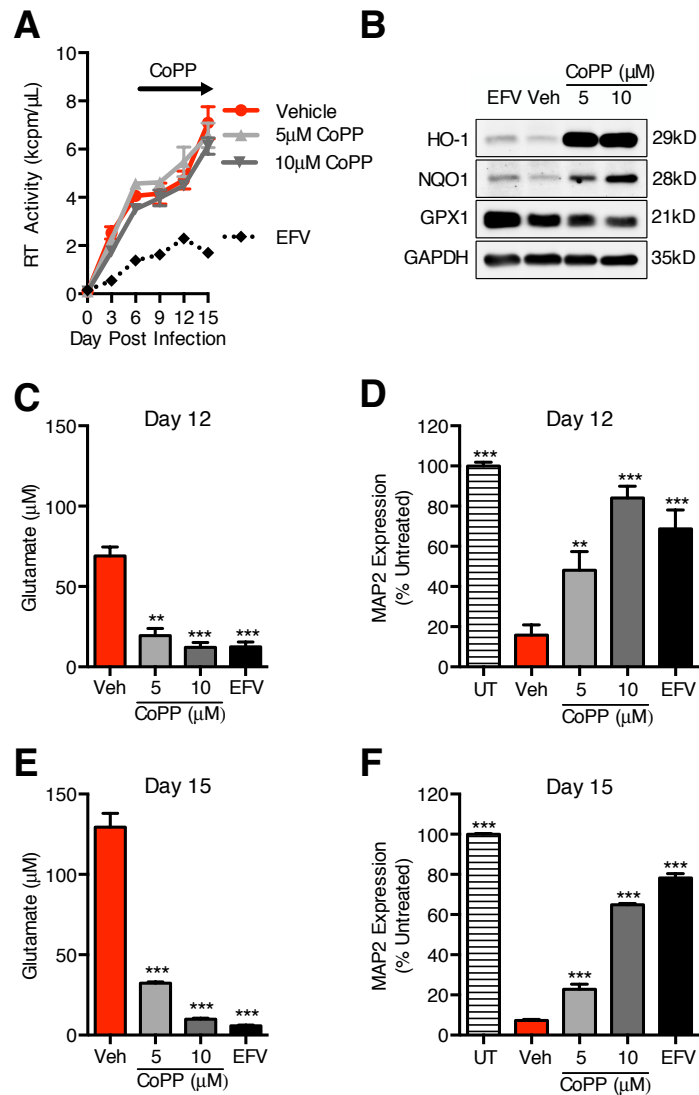 A
RT Activity (kcpm/μL)
10
8
6
4
2
0
CoPP
Vehicle
5μM CoPP
10μM CoPP
EFV
0 3 6 9 12 15
Day Post Infection
B
CoPP (μM)
EFV Veh 5 10
HO-1 29kD
NQO1 28kD
GPX1 21kD
GAPDH 35kD
C
Day 12
Glutamate (μM)
150
100
50
0
** *** ***
Veh 5 10 EFV
CoPP (μM)
D
Day 12
MAP2 Expression
(% Untreated)
120
100
80
60
40
20
0
*** ** *** ***
UT Veh 5 10 EFV
CoPP (μM)
E
Day 15
Glutamate (μM)
150
100
50
0
*** *** ***
Veh 5 10 EFV
CoPP (μM)
F
Day 15
MAP2 Expression
(% Untreated)
120
100
80
60
40
20
0
*** *** *** ***
UT Veh 5 10 EFV
CoPP (μM)